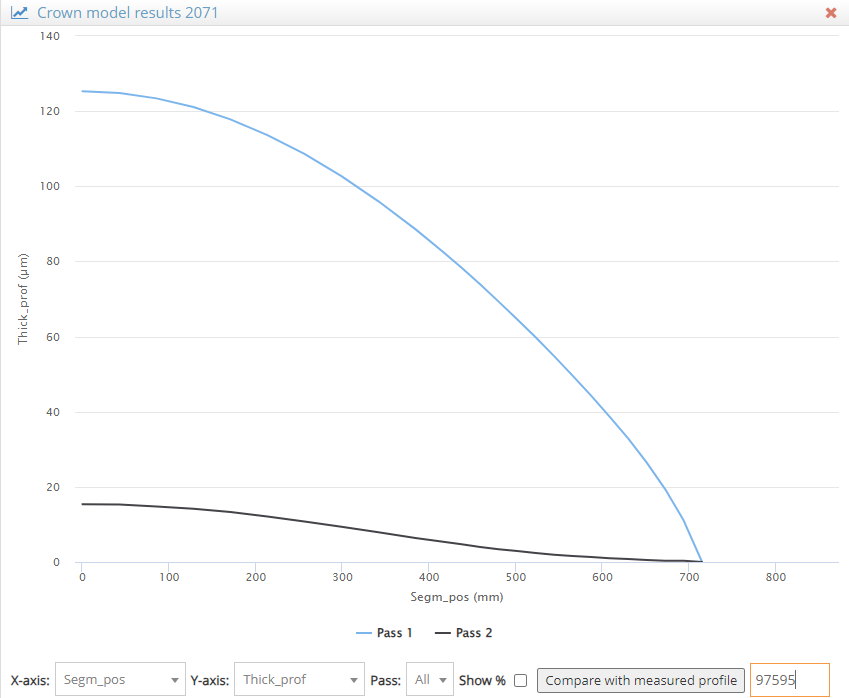 Crown model results 2071
140
120
100
80
60
40
20
0
Thick_prof (µm)
0 100 200 300 400 500 600 700 800
Segm_pos (mm)
Pass 1 Pass 2
X-axis: Segm_pos Y-axis: Thick_prof Pass: All Show % Compare with measured profile 97595